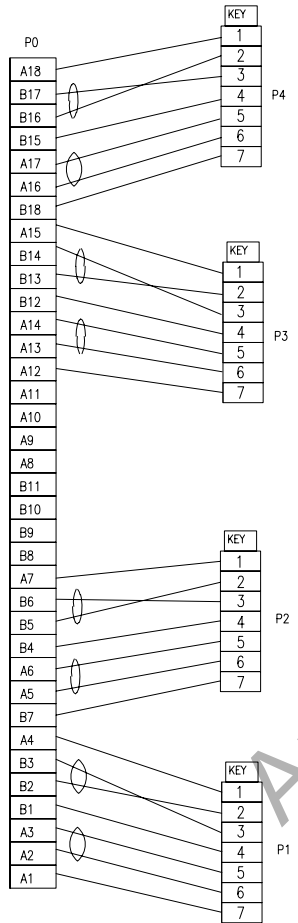 P0
A18
B17
B16
B15
A17
A16
B18
A15
B14
B13
B12
A14
A13
A12
A11
A10
A9
A8
B11
B10
B9
B8
A7
B6
B5
B4
A6
A5
B7
A4
B3
B2
B1
A3
A2
A1
KEY
1
2
3
4
5
6
7
P4
KEY
1
2
3
4
5
6
7
P3
KEY
1
2
3
4
5
6
7
P2
KEY
1
2
3
4
5
6
7
P1
A